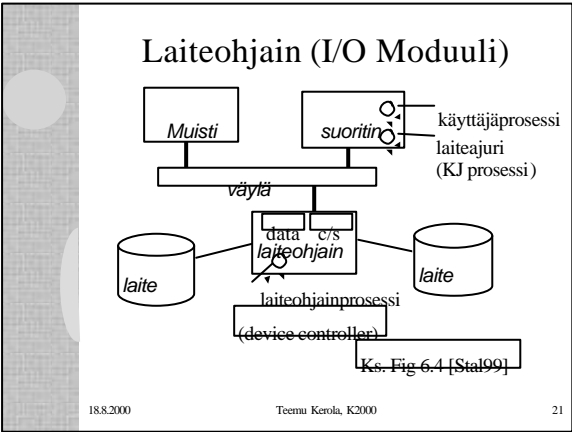 Laiteohjain (I/O Moduuli)
Muisti
suoritin
käyttäjäprosessi
laiteajuri
(KJ prosessi)
väylä
data c/s
laiteohjain
laite
laite
laiteohjainprosessi
(device controller)
Ks. Fig 6.4 [Stal99]
18.8.2000 Teemu Kerola, K2000 21